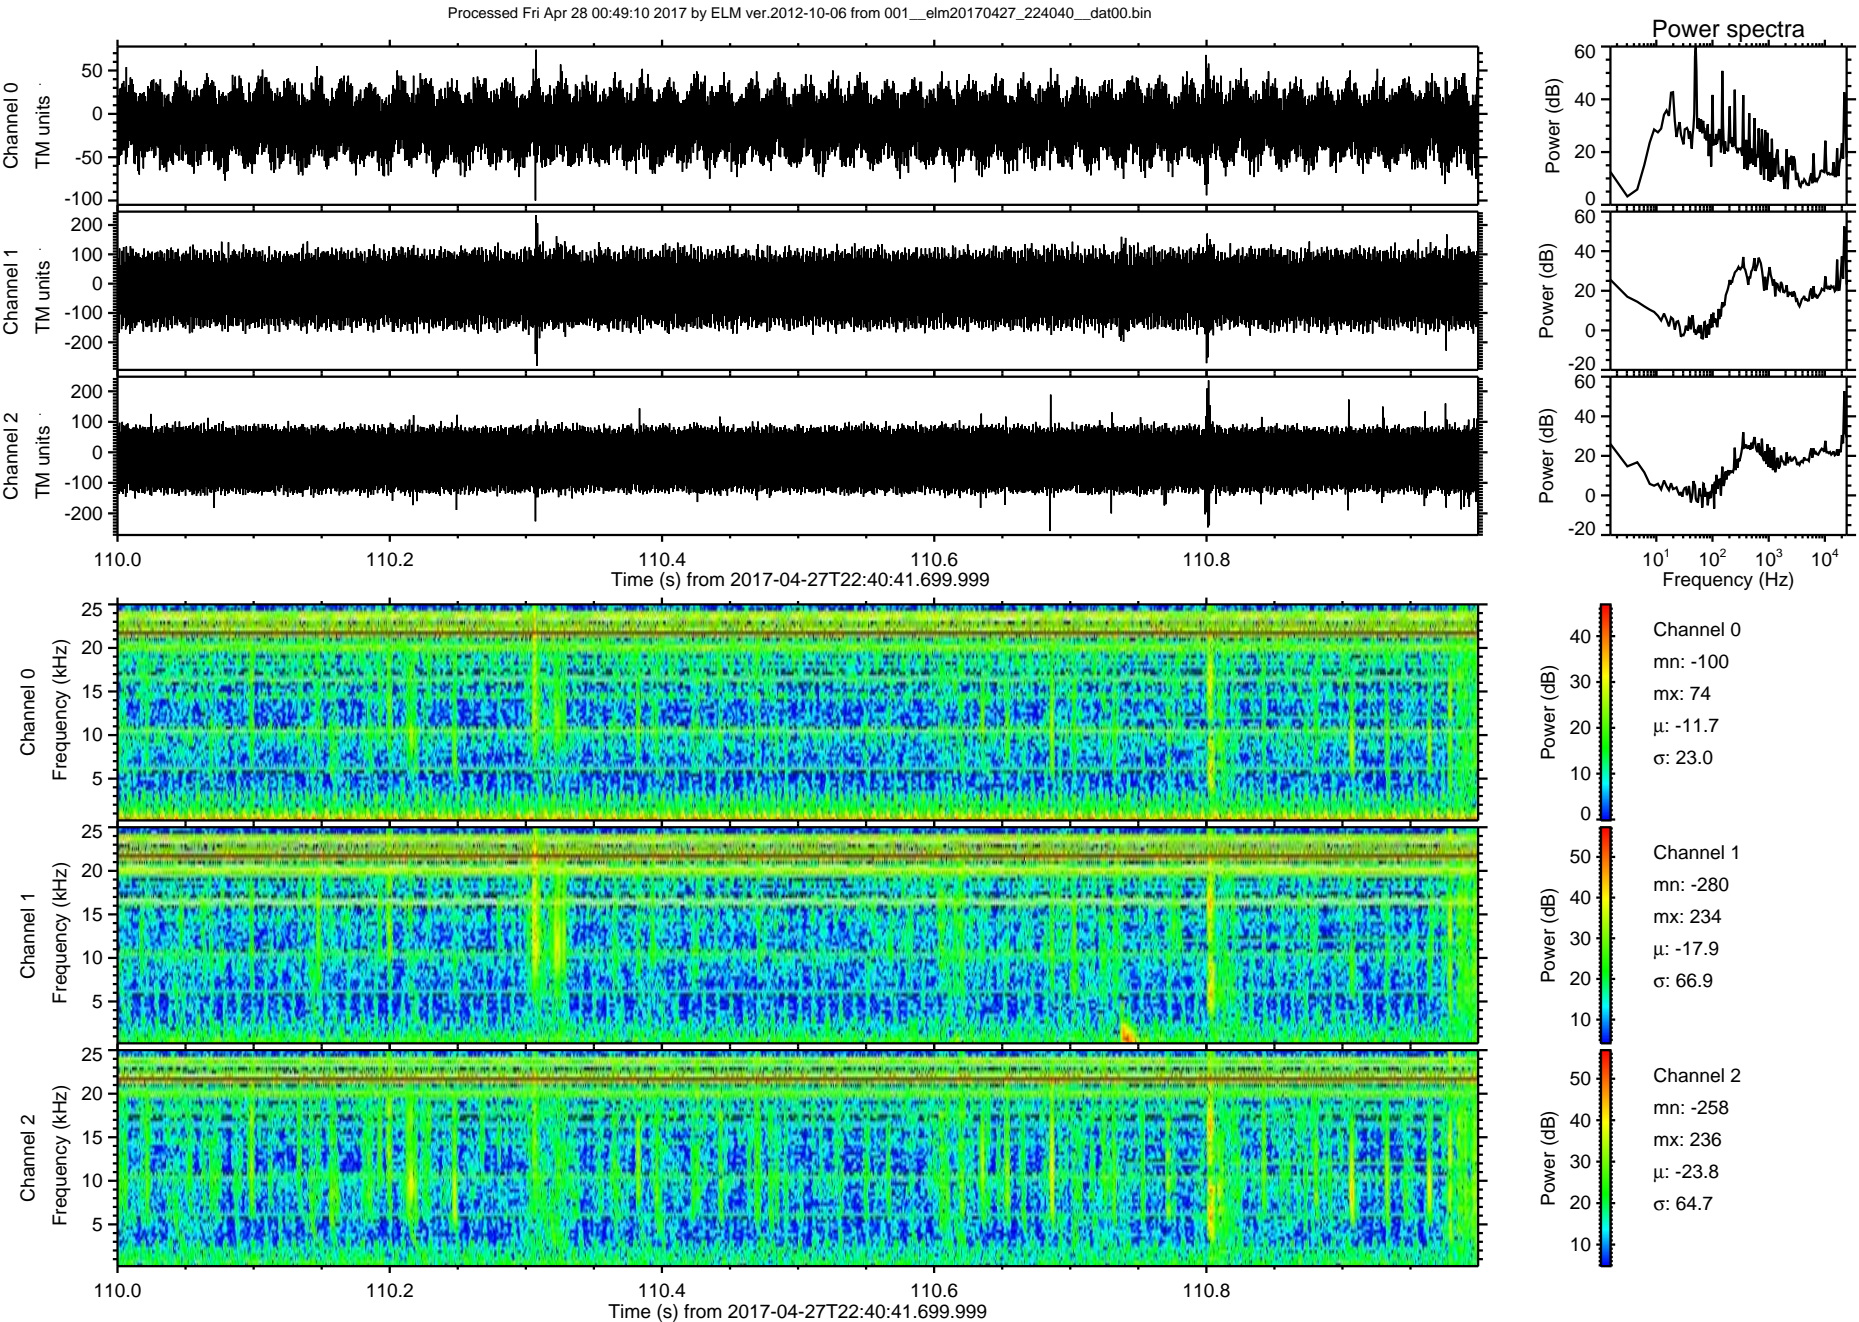 Processed Fri Apr 28 00:49:10 2017 by ELM ver.2012-10-06 from 001__elm20170427_224040__dat00.bin
Power spectra
Channel 0
TM units
50
0
-50
-100
Power (dB)
60
40
20
0
Channel 1
TM units
200
100
0
-100
-200
Power (dB)
60
40
20
0
-20
Channel 2
TM units
200
100
0
-100
-200
Power (dB)
60
40
20
0
-20
110.0 110.2 110.4 110.6 110.8
Time (s) from 2017-04-27T22:40:41.699.999
10¹ 10² 10³ 10⁴
Frequency (Hz)
Channel 0
Frequency (kHz)
25
20
15
10
5
Power (dB)
40
30
20
10
0
Channel 0
mn: -100
mx: 74
μ: -11.7
σ: 23.0
Channel 1
Frequency (kHz)
25
20
15
10
5
Power (dB)
50
40
30
20
10
Channel 1
mn: -280
mx: 234
μ: -17.9
σ: 66.9
Channel 2
Frequency (kHz)
25
20
15
10
5
Power (dB)
50
40
30
20
10
Channel 2
mn: -258
mx: 236
μ: -23.8
σ: 64.7
110.0 110.2 110.4 110.6 110.8
Time (s) from 2017-04-27T22:40:41.699.999